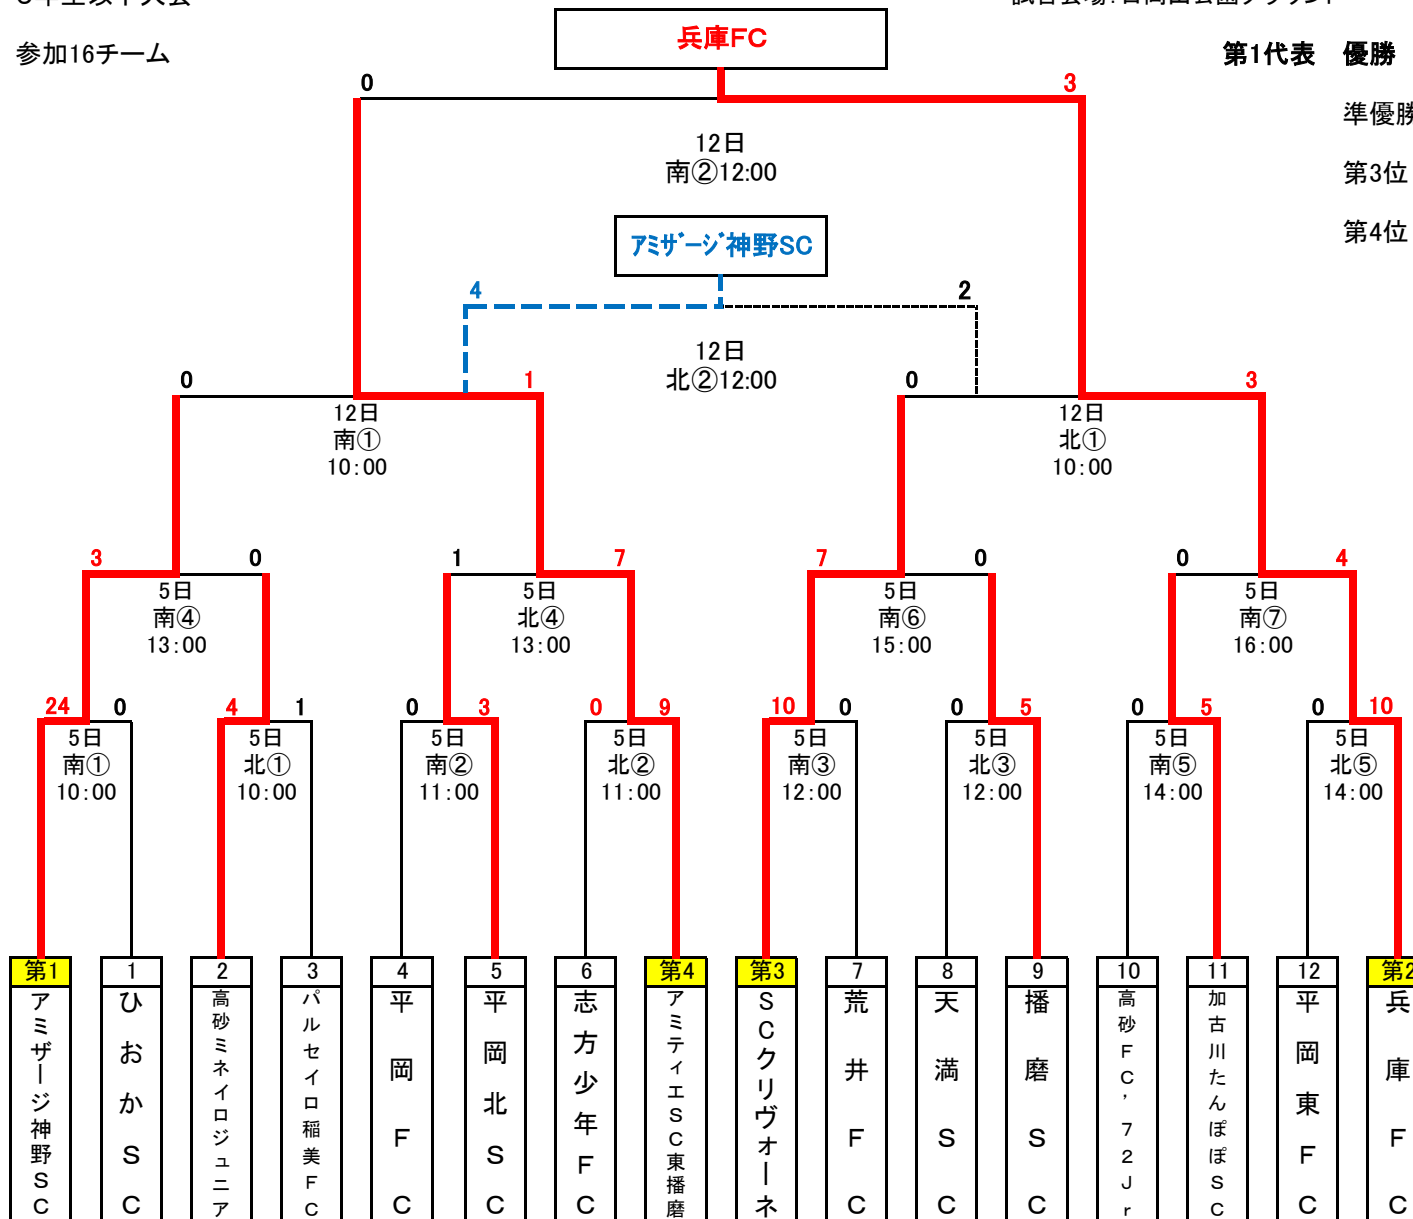 参加16チーム
兵庫FC
第1代表 優勝
準優勝
第3位
第4位
0
3
12日
南②12:00
アミザージ神野SC
4
2
12日
北②12:00
0
1
0
3
12日
南①
10:00
12日
北①
10:00
3
0
1
7
7
0
0
4
5日
南④
13:00
5日
北④
13:00
5日
南⑥
15:00
5日
南⑦
16:00
24
0
4
1
0
3
0
9
10
0
0
5
0
5
0
10
5日
南①
10:00
5日
北①
10:00
5日
南②
11:00
5日
北②
11:00
5日
南③
12:00
5日
北③
12:00
5日
南⑤
14:00
5日
北⑤
14:00
第1
アミザージ神野SC
1
ひおかSC
2
高砂ミネイロジュニア
3
パルセイロ稲美FC
4
平岡FC
5
平岡北SC
6
志方少年FC
第4
アミティエSC東播磨
第3
SCクリヴォーネ
7
荒井FC
8
天満SC
9
播磨SC
10
高砂FC'72Jr
11
加古川たんぽぽSC
12
平岡東FC
第2
兵庫FC